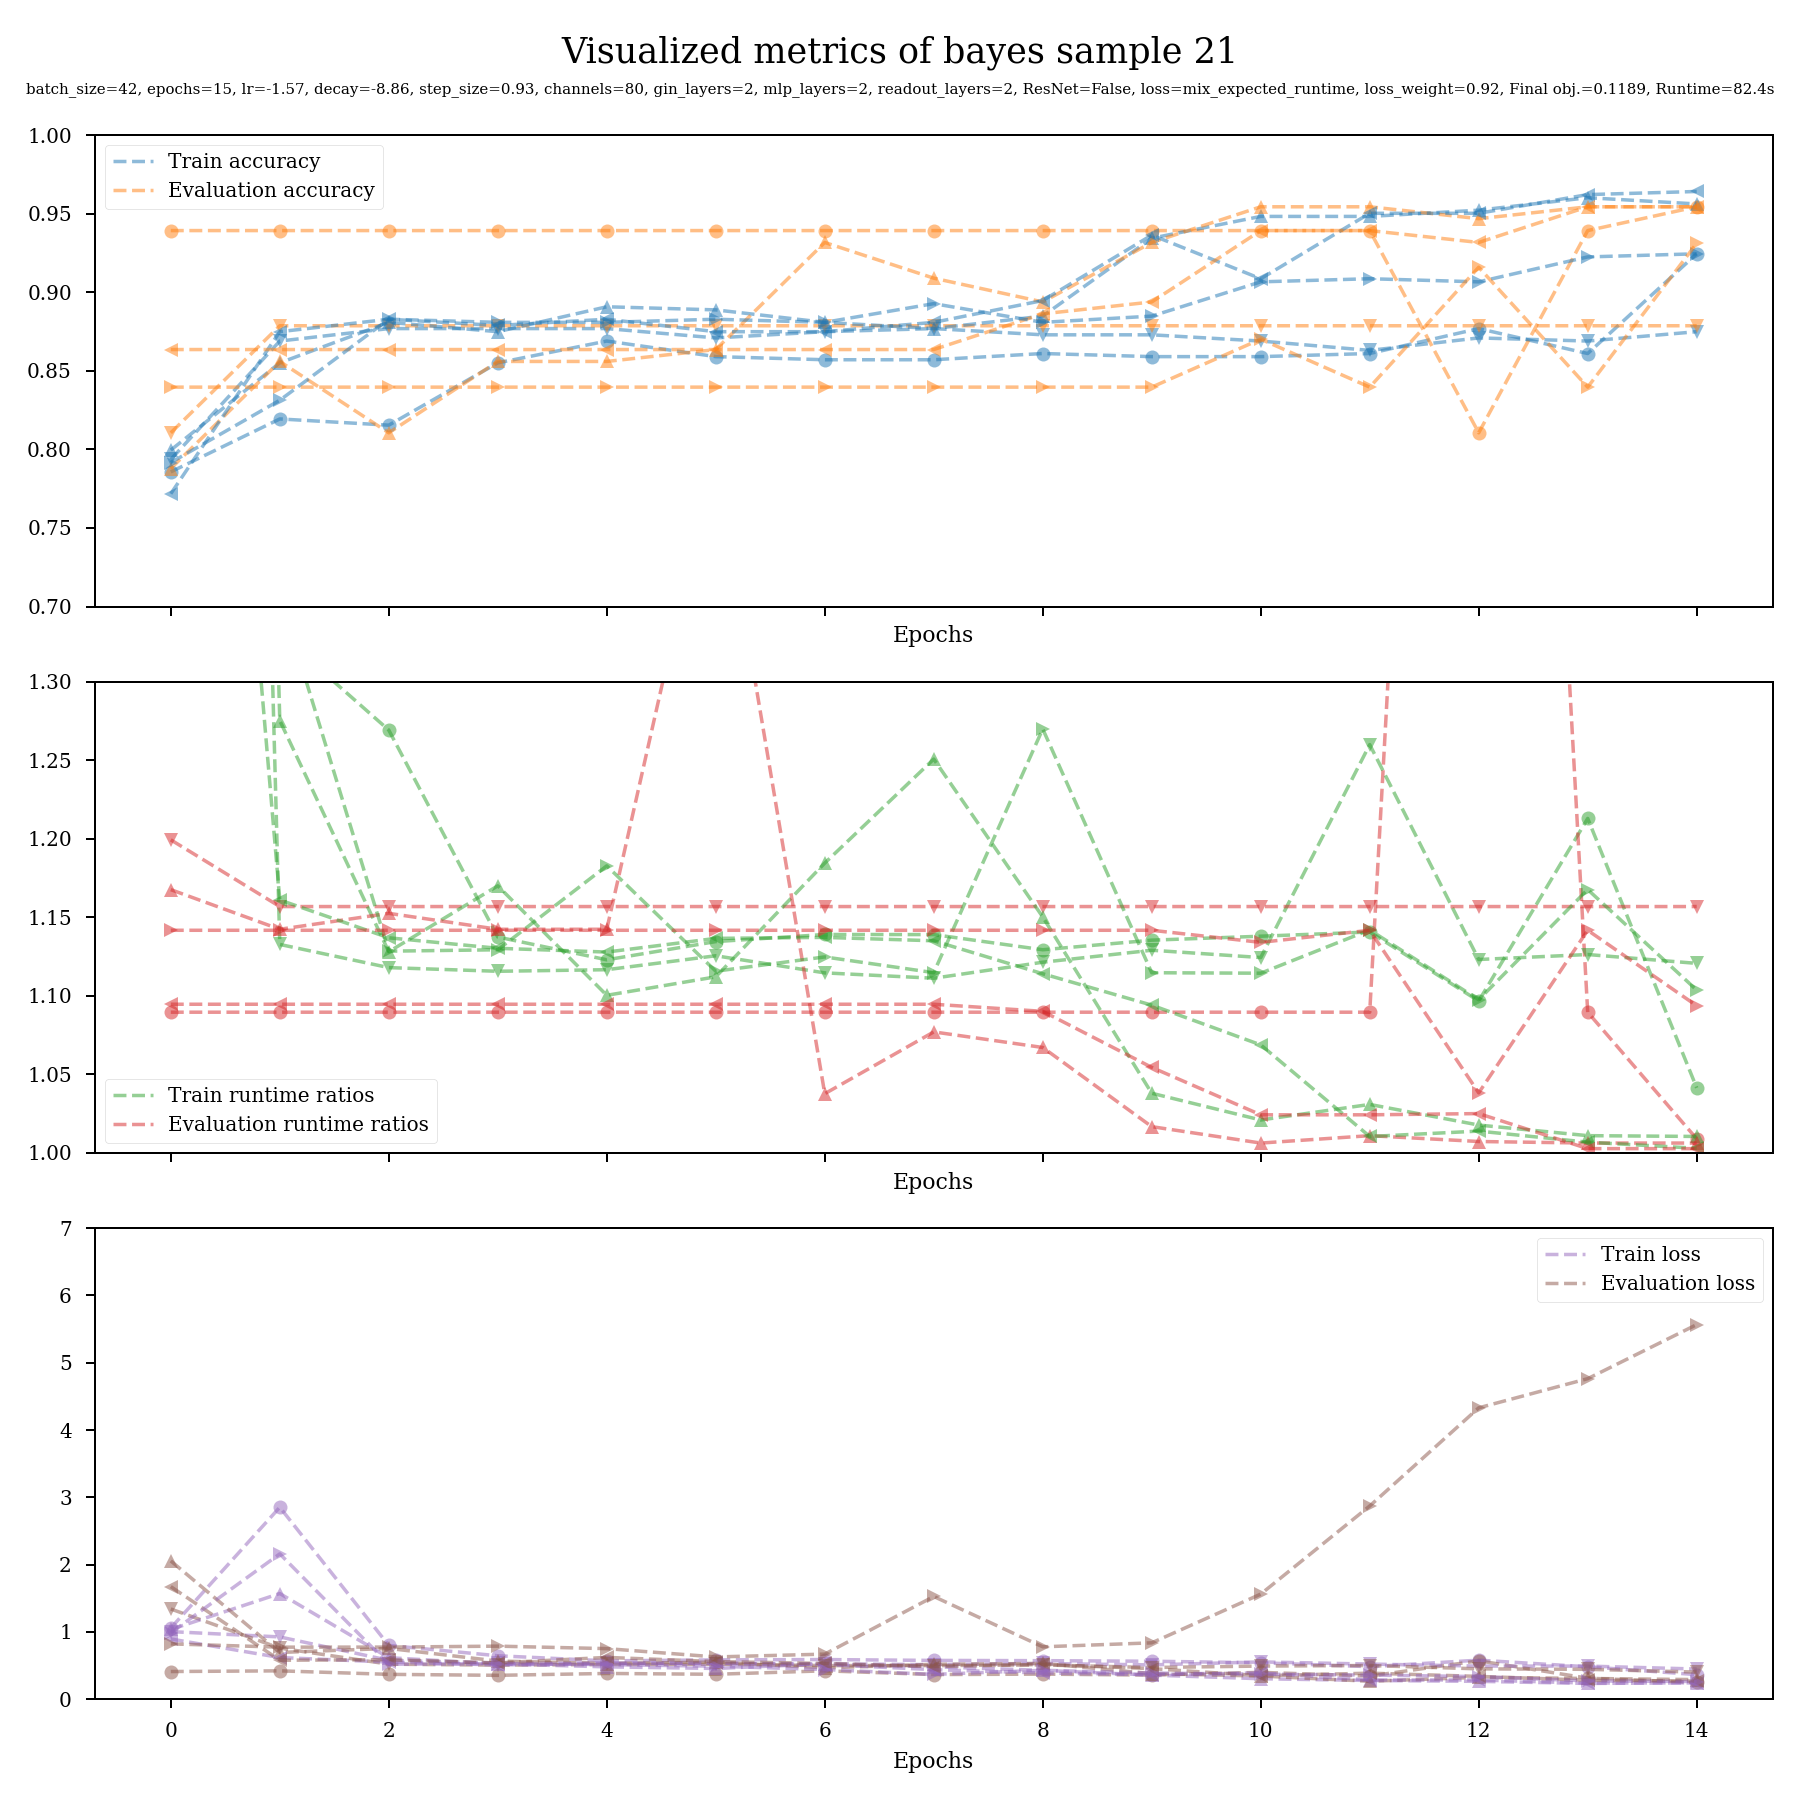 Visualized metrics of bayes sample 21
batch_size=42, epochs=15, lr=-1.57, decay=-8.86, step_size=0.93, channels=80, gin_layers=2, mlp_layers=2, readout_layers=2, ResNet=False, loss=mix_expected_runtime, loss_weight=0.92, Final obj.=0.1189, Runtime=82.4s
1.00
0.95
0.90
0.85
0.80
0.75
0.70
Train accuracy
Evaluation accuracy
Epochs
1.30
1.25
1.20
1.15
1.10
1.05
1.00
Train runtime ratios
Evaluation runtime ratios
Epochs
7
6
5
4
3
2
1
0
Train loss
Evaluation loss
0 2 4 6 8 10 12 14
Epochs